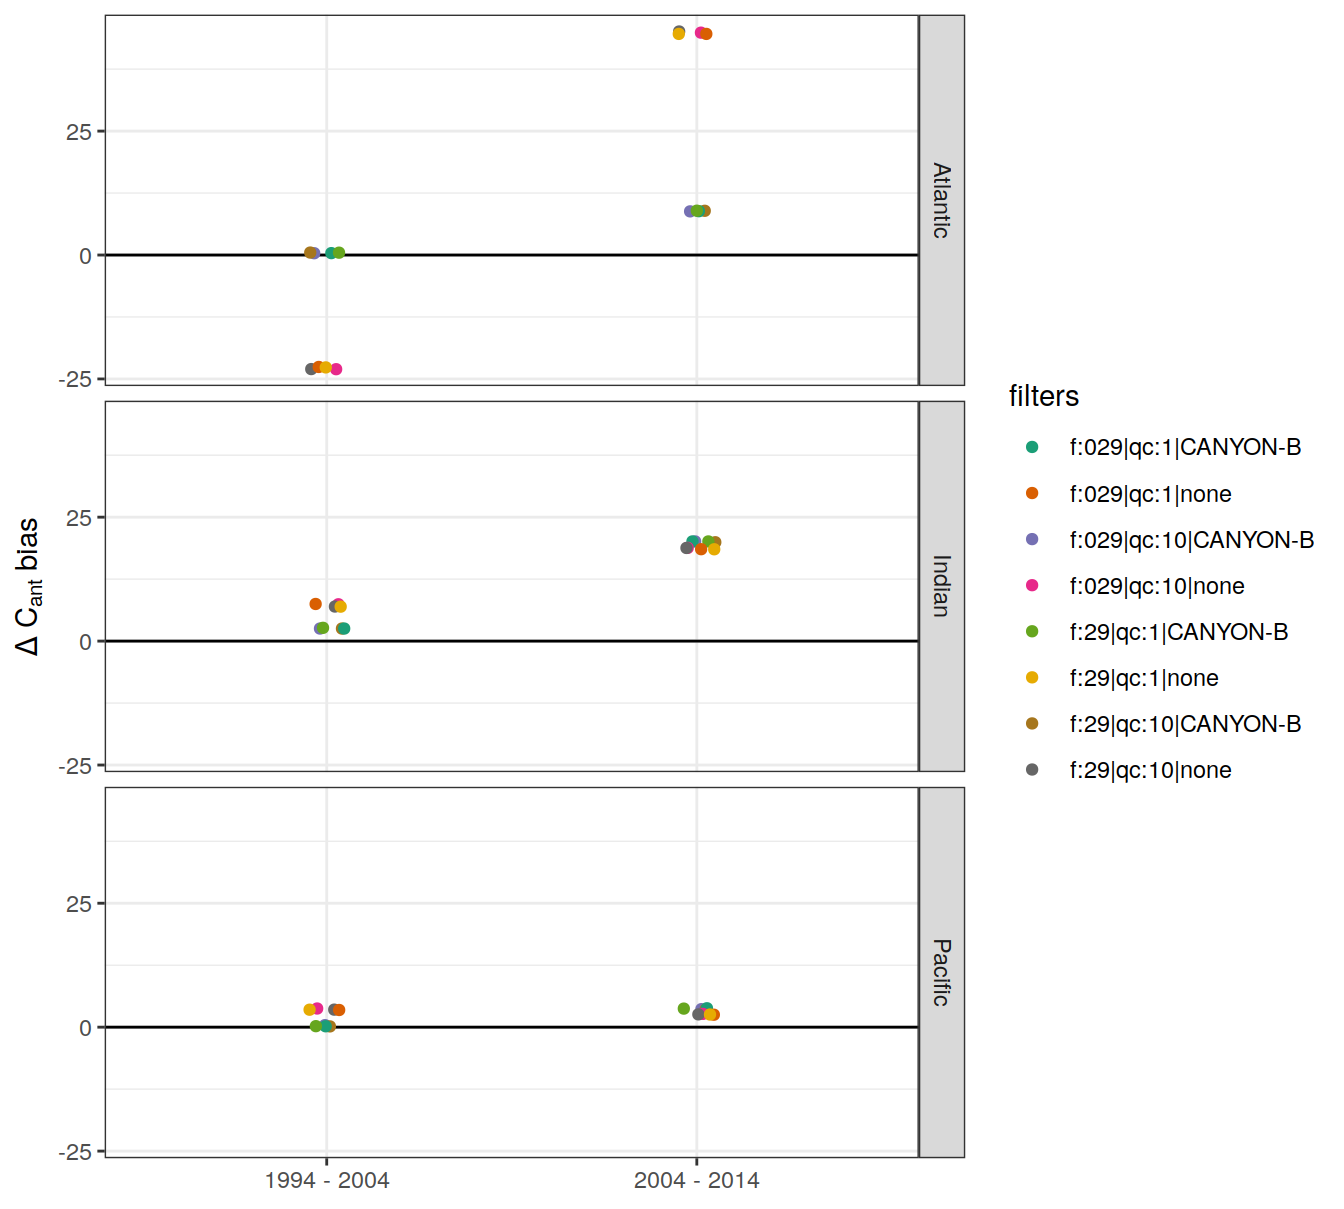 25
0
-25
Atlantic
25
0
-25
Indian
25
0
-25
Pacific
Δ Cant bias
1994 - 2004
2004 - 2014
filters
f:029|qc:1|CANYON-B
f:029|qc:1|none
f:029|qc:10|CANYON-B
f:029|qc:10|none
f:29|qc:1|CANYON-B
f:29|qc:1|none
f:29|qc:10|CANYON-B
f:29|qc:10|none